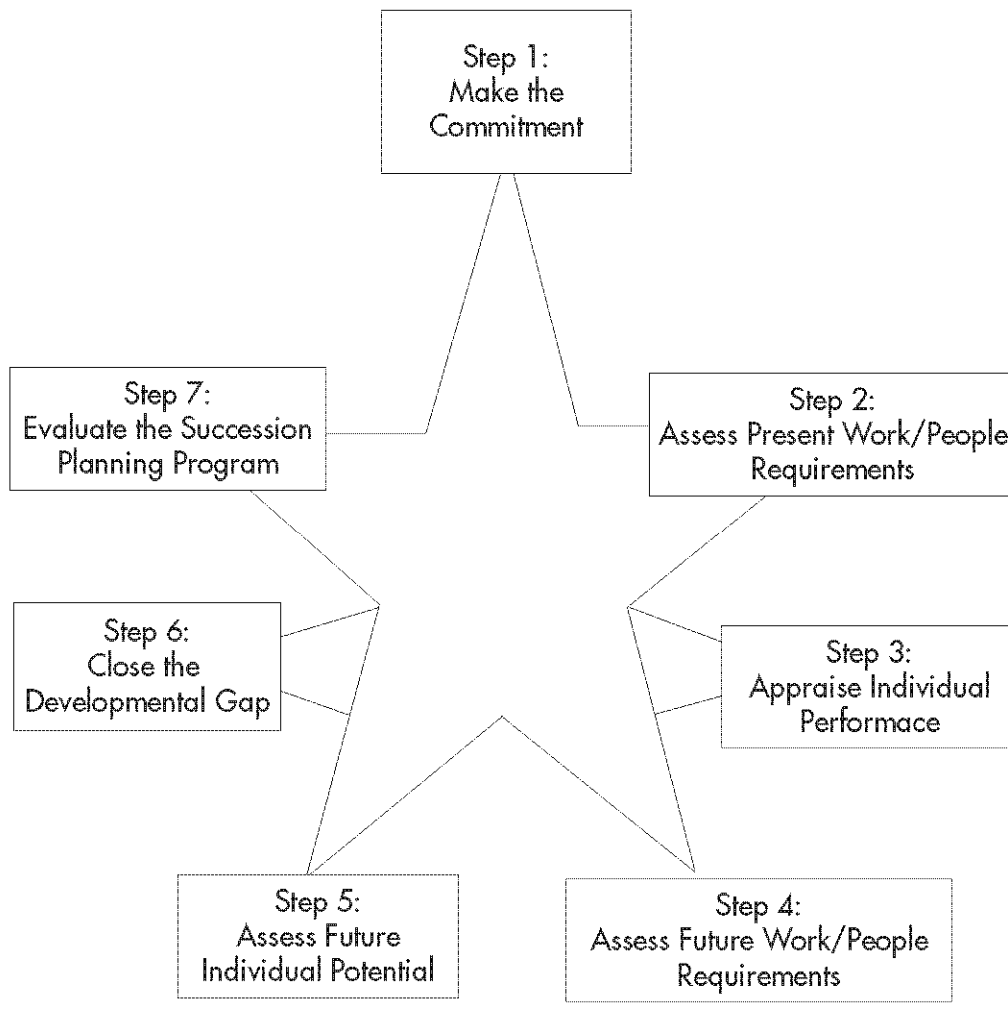 Step 1:
Make the
Commitment
Step 7:
Evaluate the Succession
Planning Program
Step 2:
Assess Present Work/People
Requirements
Step 6:
Close the
Developmental Gap
Step 3:
Appraise Individual
Performace
Step 5:
Assess Future
Individual Potential
Step 4:
Assess Future Work/People
Requirements